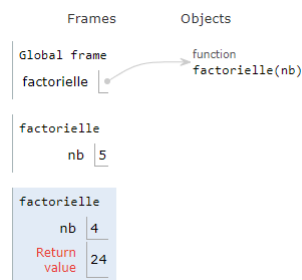 Frames Objects
Global frame
factorielle
function
factorielle(nb)
factorielle
nb 5
factorielle
nb 4
Return
value 24